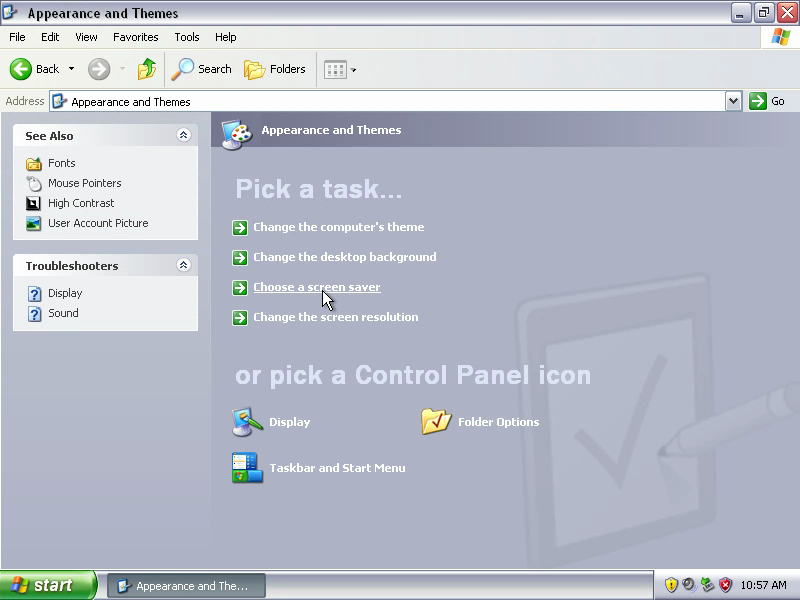 Appearance and Themes
File Edit View Favorites Tools Help
Back Search Folders
Address Appearance and Themes Go
See Also
Fonts
Mouse Pointers
High Contrast
User Account Picture
Troubleshooters
Display
Sound
Appearance and Themes
Pick a task...
Change the computer's theme
Change the desktop background
Choose a screen saver
Change the screen resolution
or pick a Control Panel icon
Display Folder Options
Taskbar and Start Menu
start Appearance and The... 10:57 AM